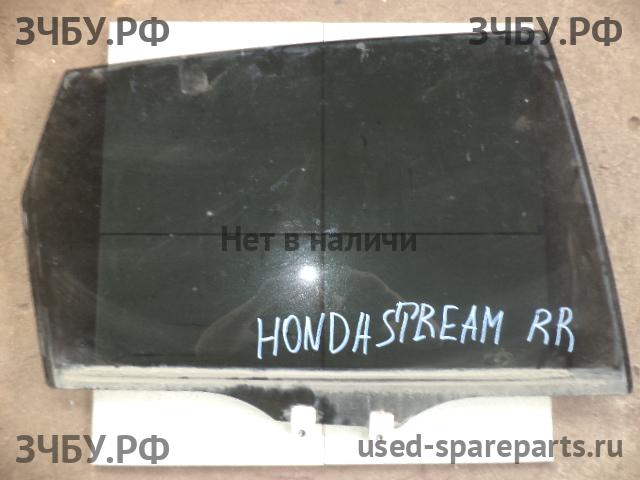 ЗЧБУ.РФ ЗЧБУ.РФ
Нет в наличи
HONDA STREAM RR
ЗЧБУ.РФ used-spareparts.ru